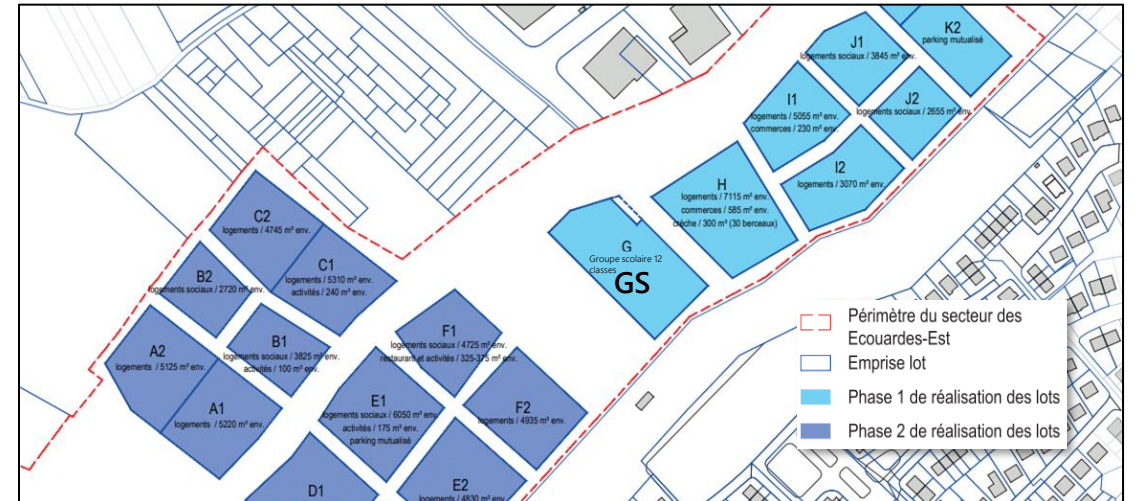 K2
parking mutualisé
J1
logements sociaux / 3845 m² env.
J2
logements sociaux / 2655 m² env.
I1
logements / 5055 m² env.
commerces / 230 m² env.
I2
logements / 3070 m² env.
H
logements / 7115 m² env.
commerces / 585 m² env.
crèche / 300 m² (30 berceaux)
G
Groupe scolaire 12
classes
GS
C2
logements / 4745 m² env.
C1
logements / 5310 m² env.
activités / 240 m² env.
B2
logements sociaux / 2720 m² env.
B1
logements sociaux / 3825 m² env.
activités / 100 m² env.
A2
logements / 5125 m² env.
A1
logements / 5220 m² env.
F1
logements sociaux / 4725 m² env.
restaurant et activités / 325-375 m² env.
F2
logements / 4935 m² env.
E1
logements sociaux / 6050 m² env.
activités / 175 m² env.
parking mutualisé
E2
logements / 4830 m² env.
D1
Périmètre du secteur des
Ecouardes-Est
Emprise lot
Phase 1 de réalisation des lots
Phase 2 de réalisation des lots